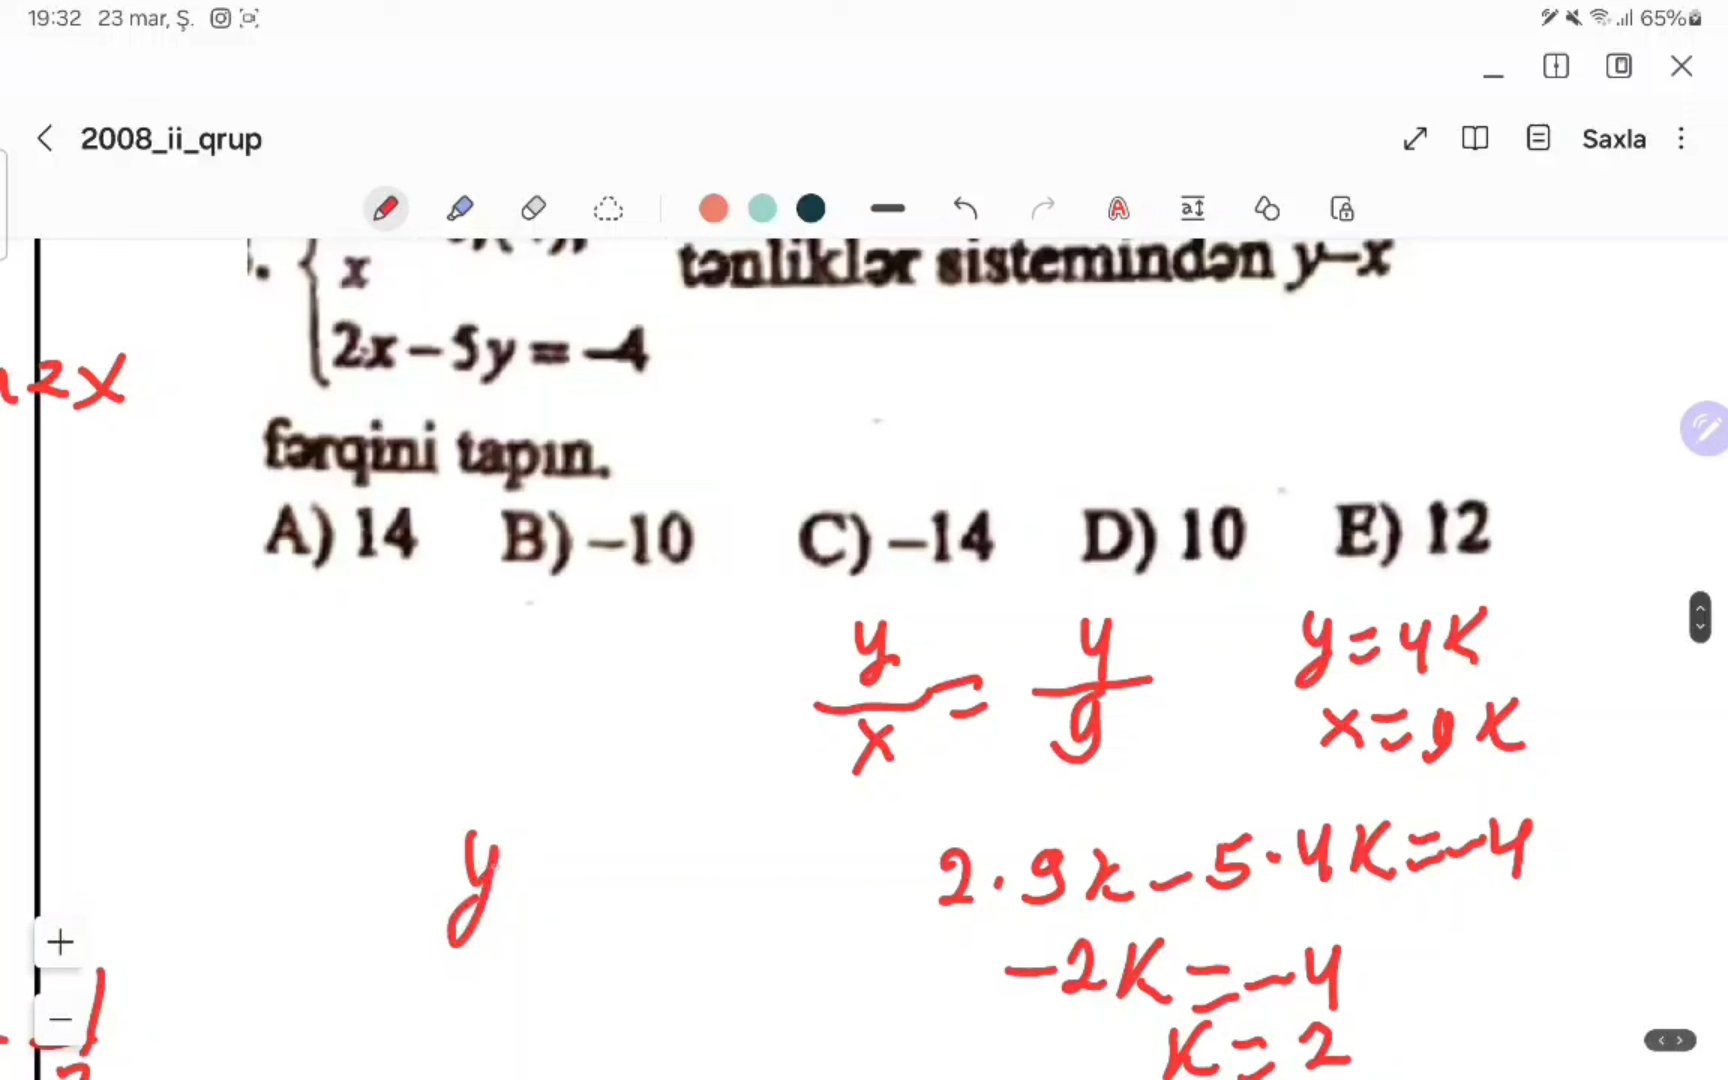 19:32 23 mar, Ş. 65%
2008_ii_qrup Saxla
x tənliklər sistemindən y–x
2x – 5y = –4
2x
fərqini tapın.
A) 14 B) –10 C) –14 D) 10 E) 12
y/x = 4/9 y=4k
x=9k
y
2·9k–5·4k=–4
–2k=–4
k=2